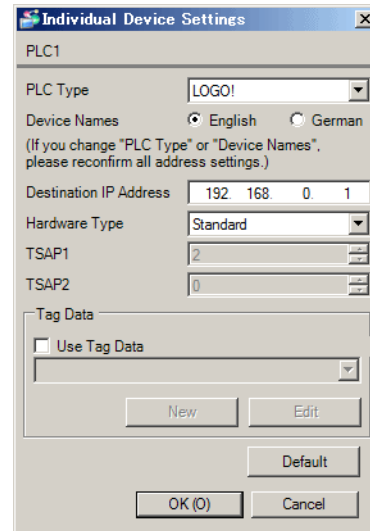 Individual Device Settings
PLC1
PLC Type LOGO!
Device Names English German
(If you change "PLC Type" or "Device Names",
please reconfirm all address settings.)
Destination IP Address 192. 168. 0. 1
Hardware Type Standard
TSAP1 2
TSAP2 0
Tag Data
Use Tag Data
New Edit
Default
OK (O) Cancel